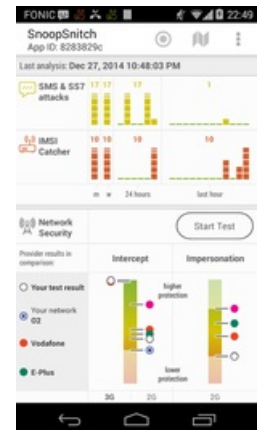 FONIC 22:49
SnoopSnitch
App ID: 8283829c
Last analysis: Dec 27, 2014 10:48:03 PM
SMS & SS7 attacks
17 17 17 1
IMSI Catcher
10 10 10 10
m w 24 hours last hour
Network Security
Start Test
Provider results in comparison:
Intercept Impersonation
Your test result
higher protection
Your network O2
Vodafone
E-Plus
lower protection
3G 2G 2G